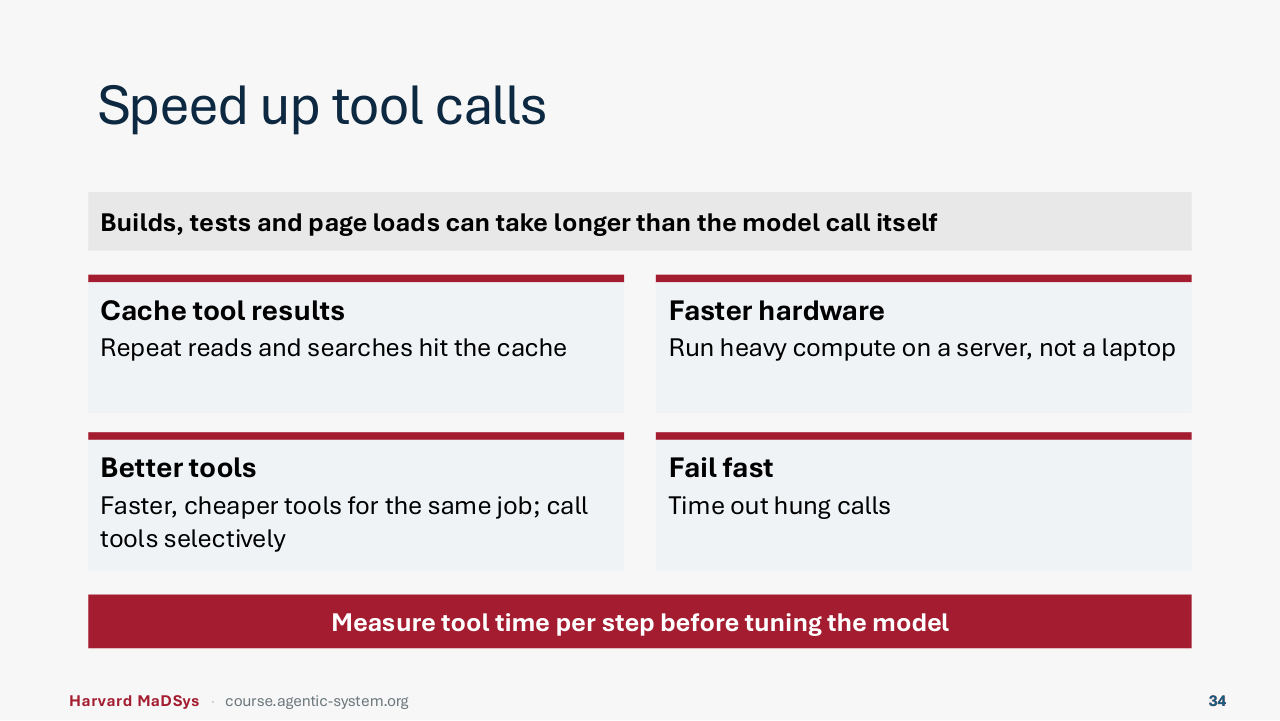 Speed up tool calls
Builds, tests and page loads can take longer than the model call itself
Cache tool results
Repeat reads and searches hit the cache
Faster hardware
Run heavy compute on a server, not a laptop
Better tools
Faster, cheaper tools for the same job; call
tools selectively
Fail fast
Time out hung calls
Measure tool time per step before tuning the model
Harvard MaDSys · course.agentic-system.org
34